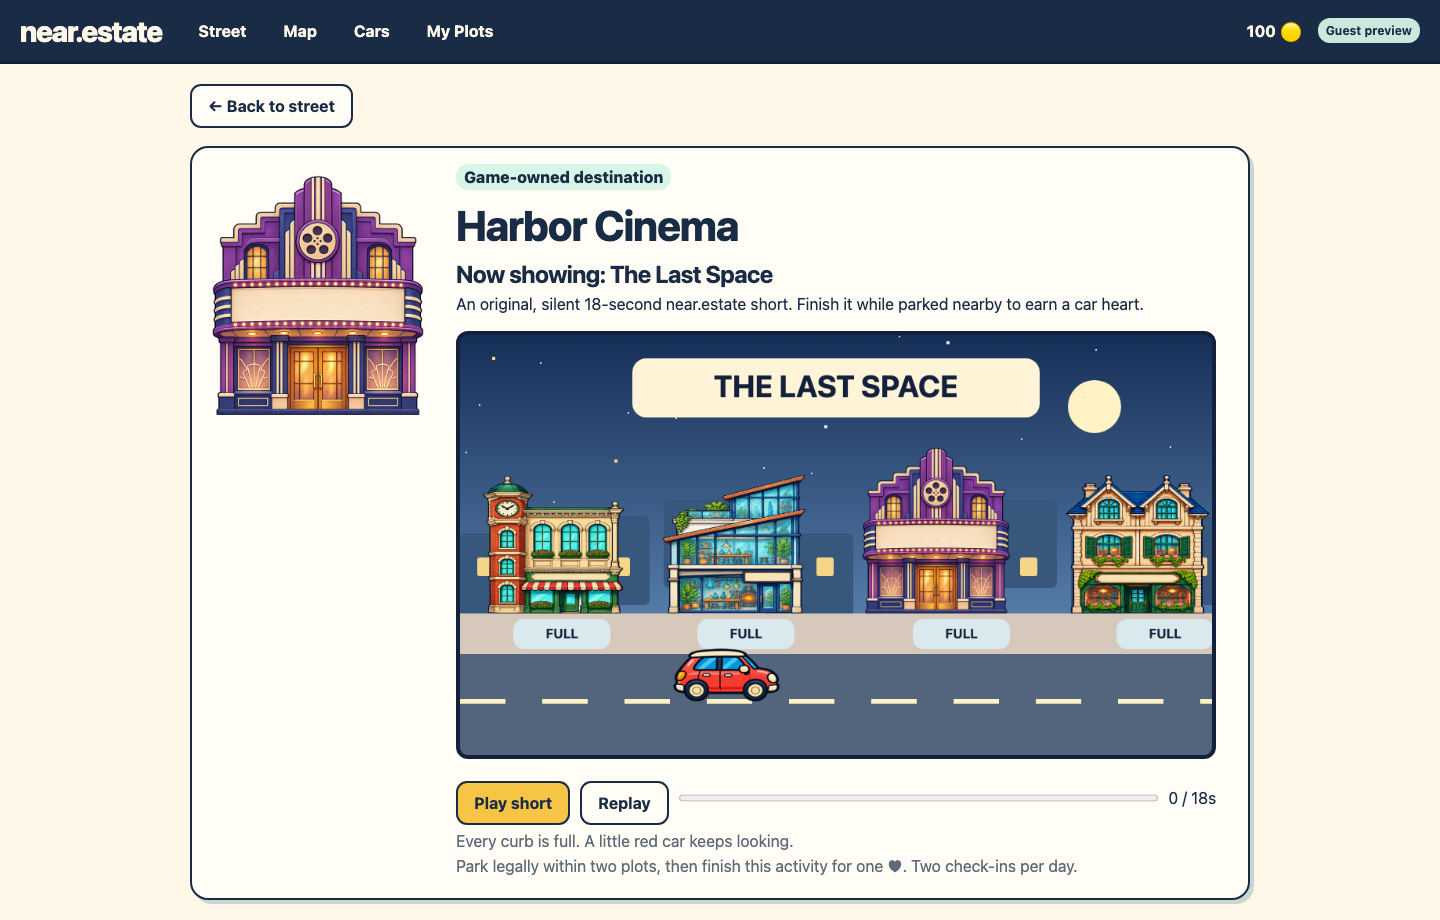 near.estate
Street
Map
Cars
My Plots
100
Guest preview
← Back to street
Game-owned destination
Harbor Cinema
Now showing: The Last Space
An original, silent 18-second near.estate short. Finish it while parked nearby to earn a car heart.
THE LAST SPACE
FULL
FULL
FULL
FULL
Play short
Replay
0 / 18s
Every curb is full. A little red car keeps looking.
Park legally within two plots, then finish this activity for one ♥. Two check-ins per day.